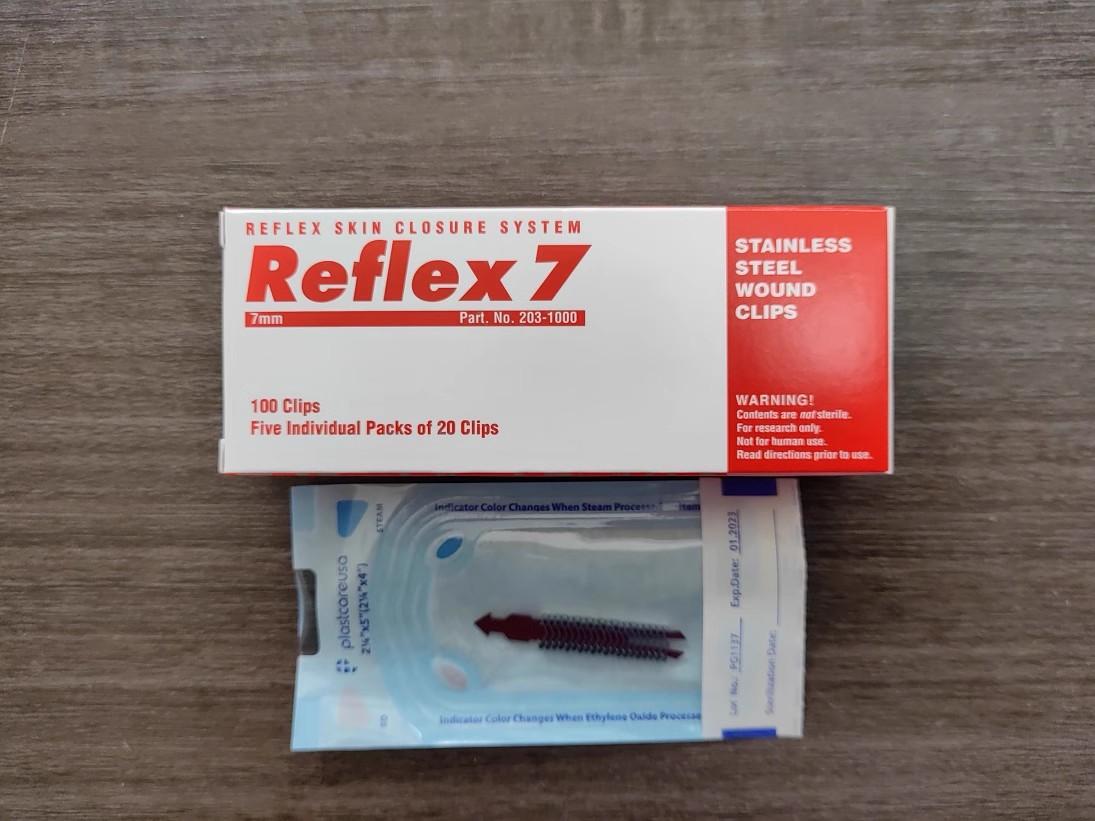 REFLEX SKIN CLOSURE SYSTEM
Reflex 7
7mm Part. No. 203-1000
100 Clips
Five Individual Packs of 20 Clips
STAINLESS
STEEL
WOUND
CLIPS
WARNING!
Contents are not sterile.
For research only.
Not for human use.
Read directions prior to use.
Indicator Color Changes When Steam
STEAM
plastcareusa
2¼"x5"(2¼"x4")
EO
Indicator Color Changes When Ethylene Oxide Processe
Lot No.: PG1137 Exp.Date: 01.2023
Sterilization Date: